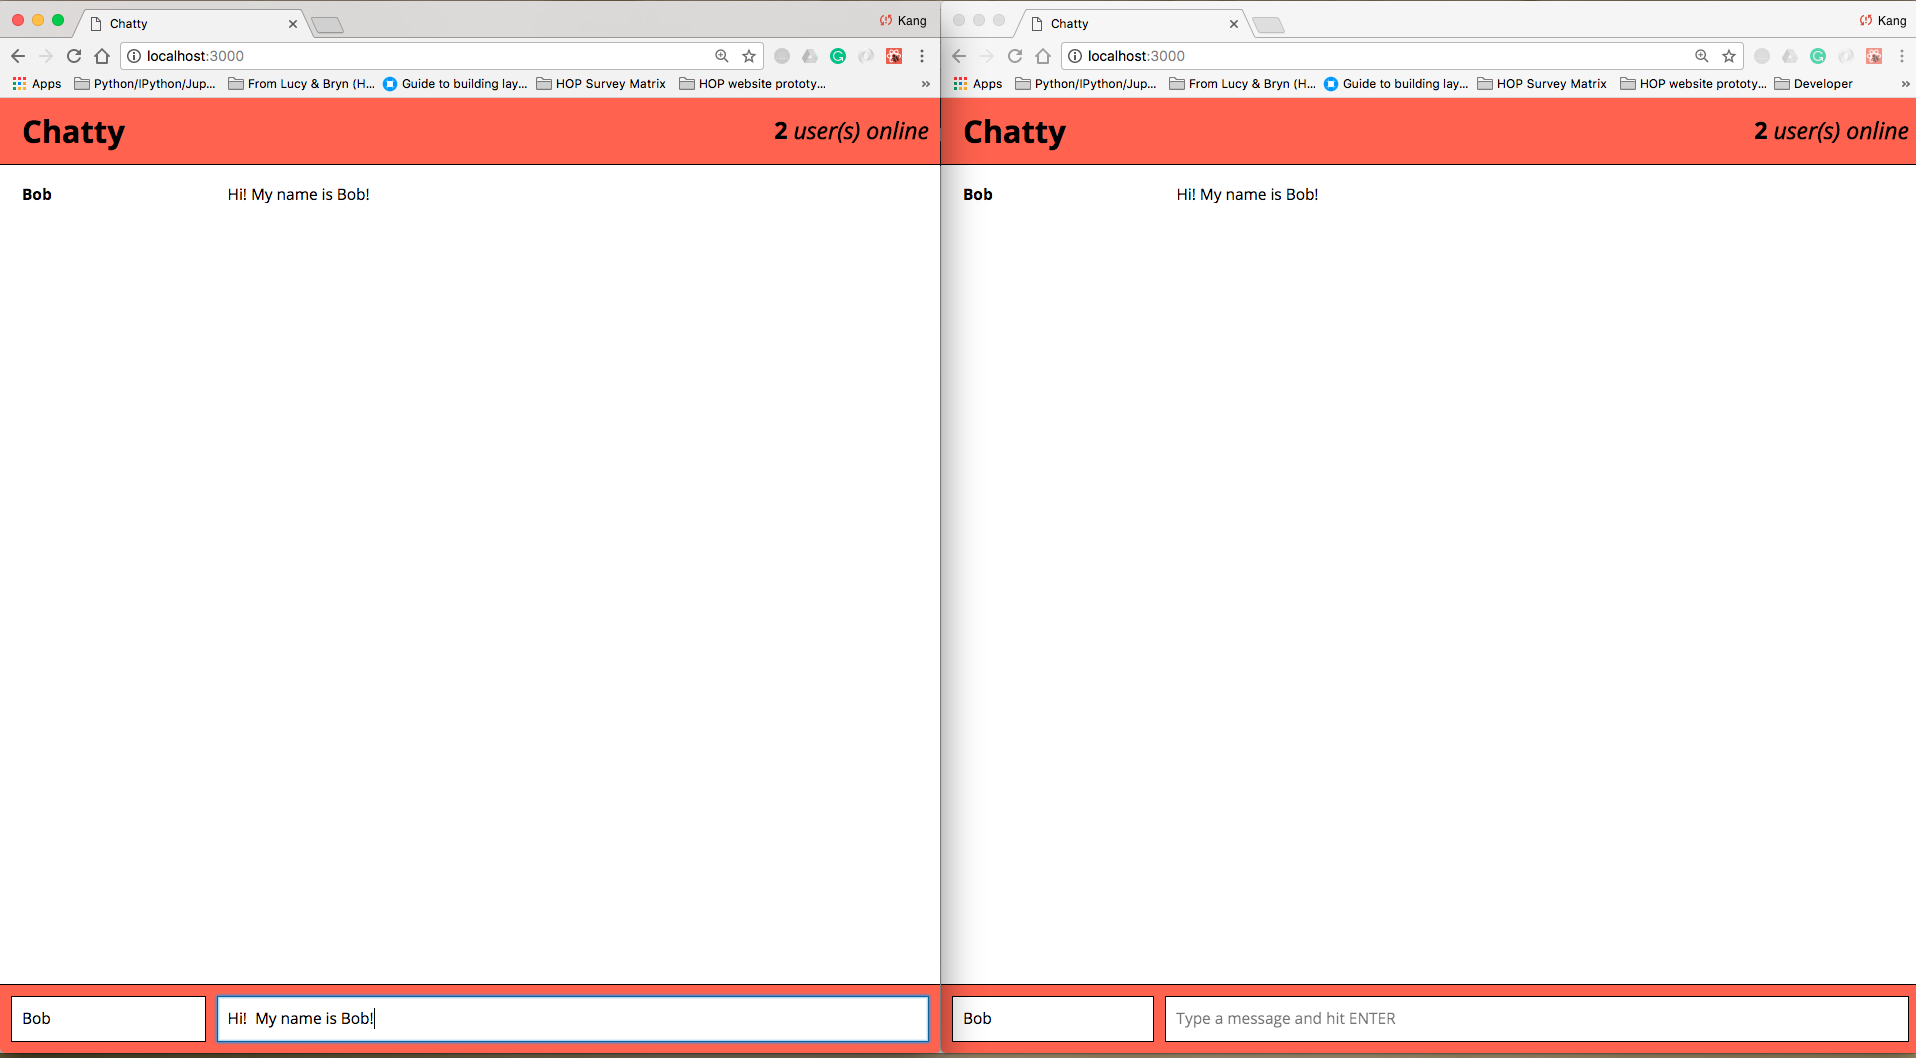 Chatty
Kang
localhost:3000
Apps Python/IPython/Jup... From Lucy & Bryn (H... Guide to building lay... HOP Survey Matrix HOP website prototy... »
Chatty 2 user(s) online
Bob Hi! My name is Bob!
Bob Hi!  My name is Bob!
Chatty
Kang
localhost:3000
Apps Python/IPython/Jup... From Lucy & Bryn (H... Guide to building lay... HOP Survey Matrix HOP website prototy... Developer »
Chatty 2 user(s) online
Bob Hi! My name is Bob!
Bob Type a message and hit ENTER